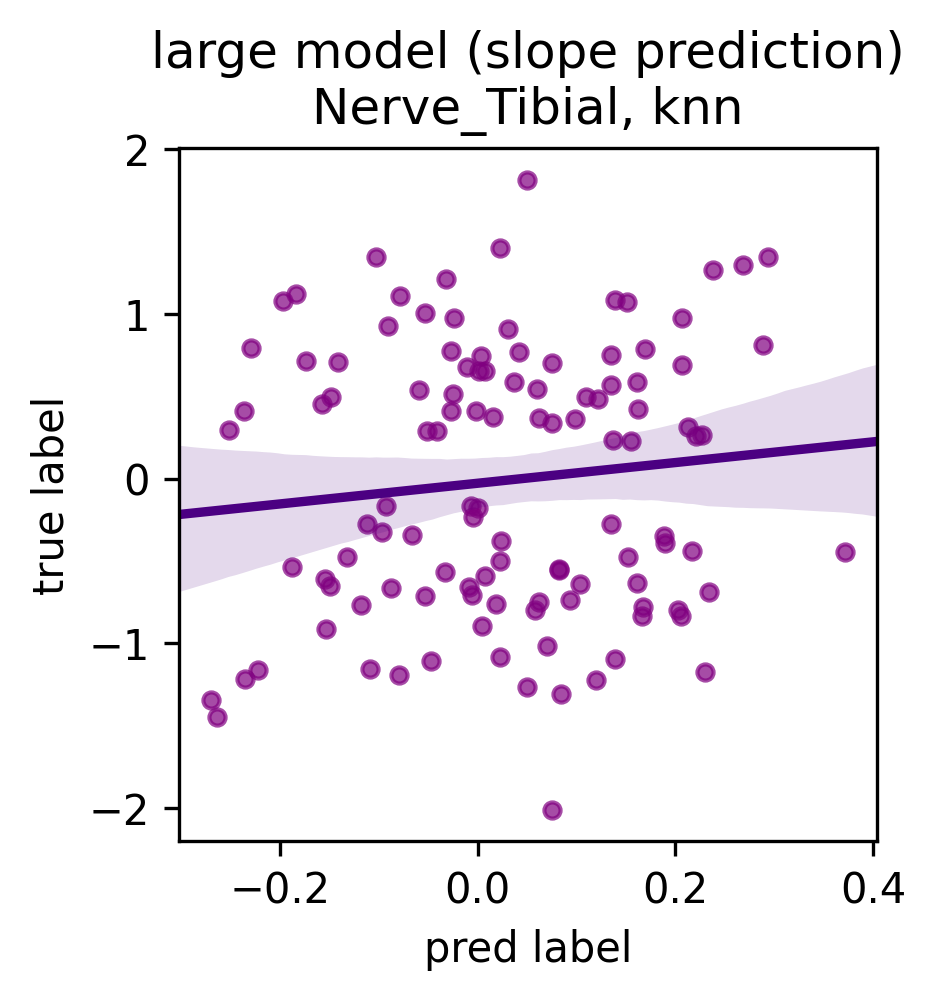 large model (slope prediction)
Nerve_Tibial, knn
2
1
0
−1
−2
true label
−0.2
0.0
0.2
0.4
pred label